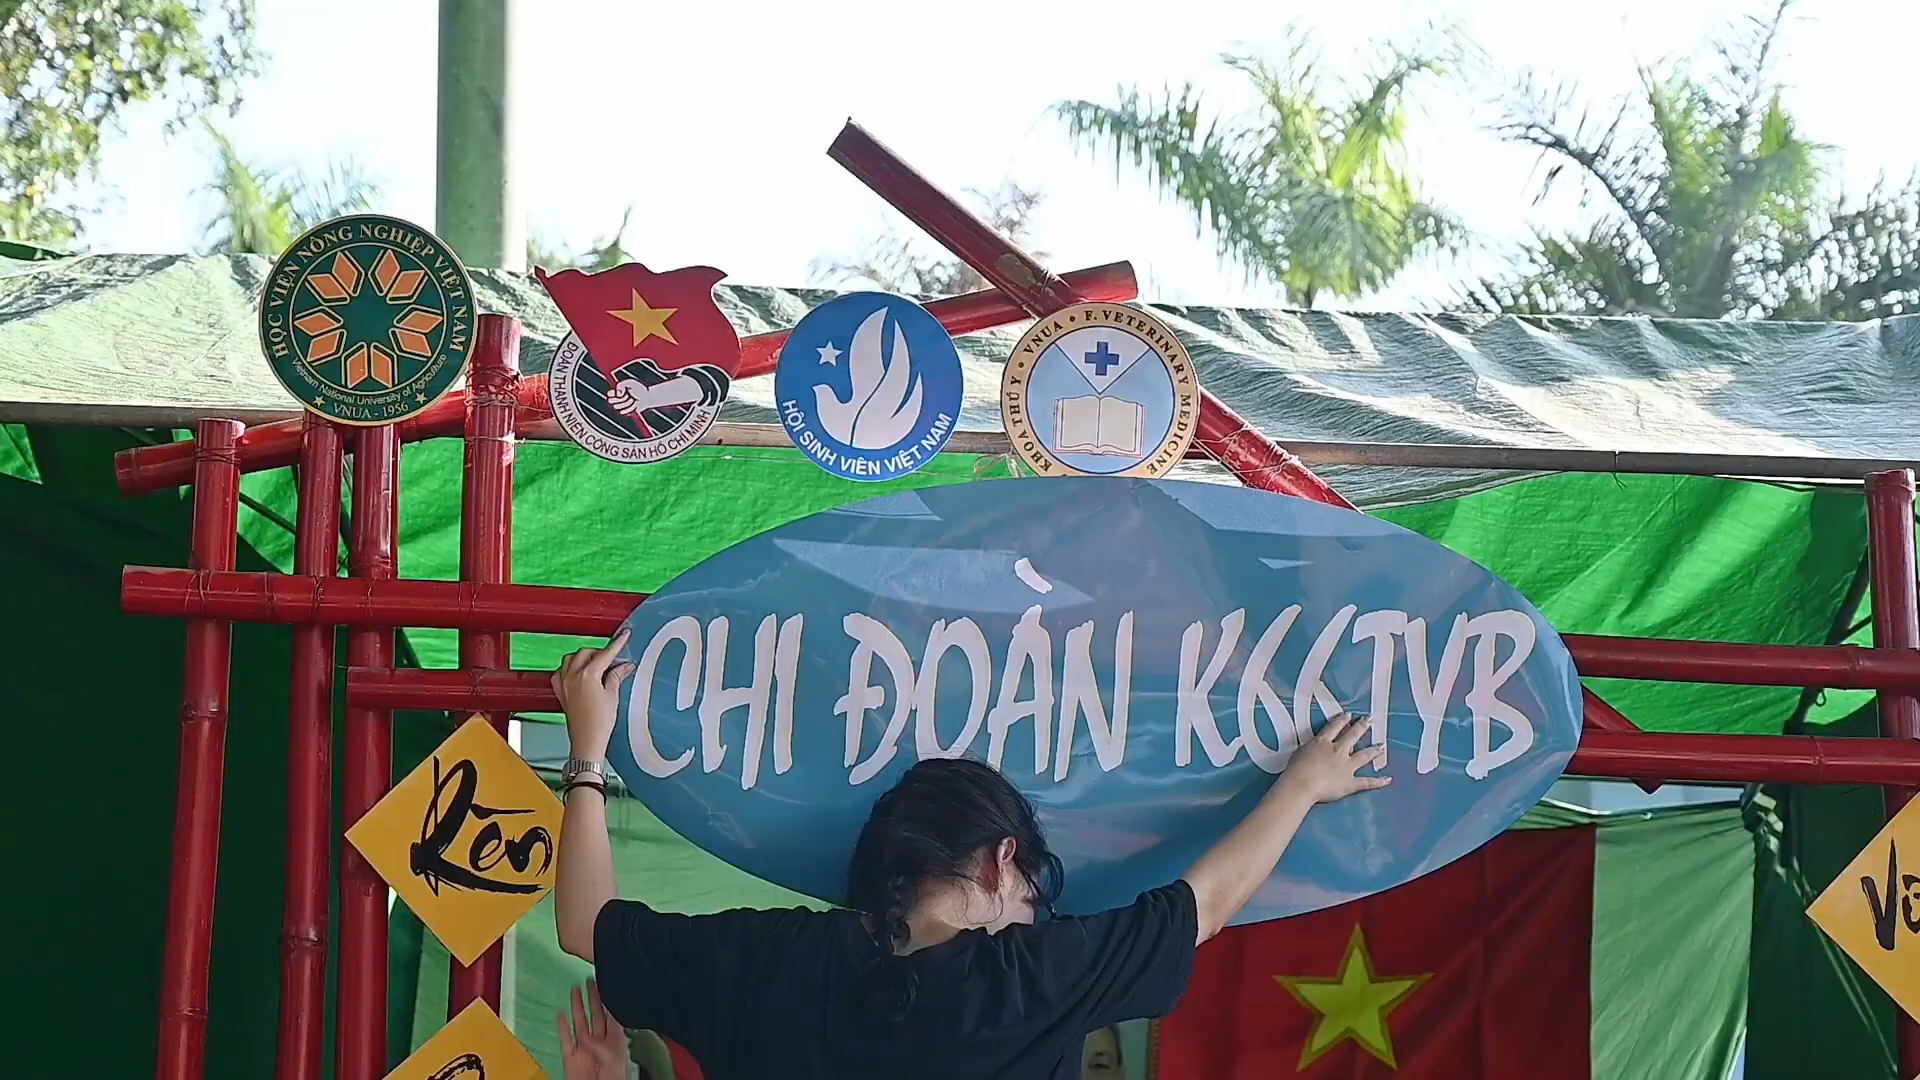 HỌC VIỆN NÔNG NGHIỆP VIỆT NAM
Vietnam National University of Agriculture
VNUA - 1956
ĐOÀN THANH NIÊN CỘNG SẢN HỒ CHÍ MINH
HỘI SINH VIÊN VIỆT NAM
KHOA THÚ Y • VNUA • F. VETERINARY MEDICINE
CHI ĐOÀN K66TYB
Rèn